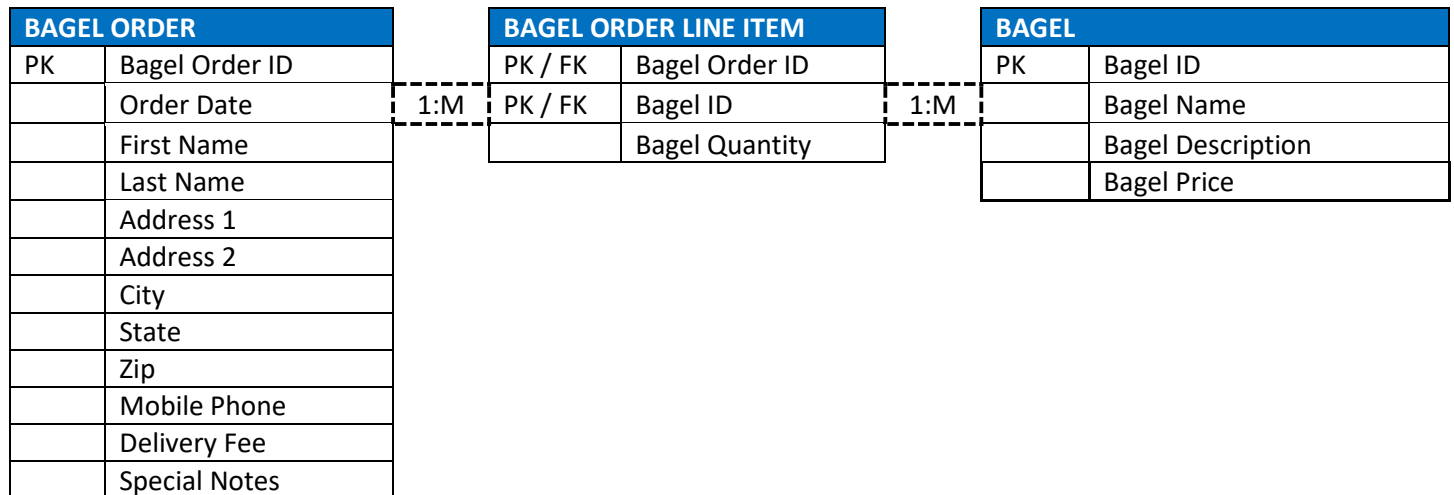 BAGEL ORDER BAGEL ORDER LINE ITEM BAGEL
PK Bagel Order ID PK / FK Bagel Order ID PK Bagel ID
Order Date 1:M PK / FK Bagel ID 1:M Bagel Name
First Name Bagel Quantity Bagel Description
Last Name Bagel Price
Address 1
Address 2
City
State
Zip
Mobile Phone
Delivery Fee
Special Notes